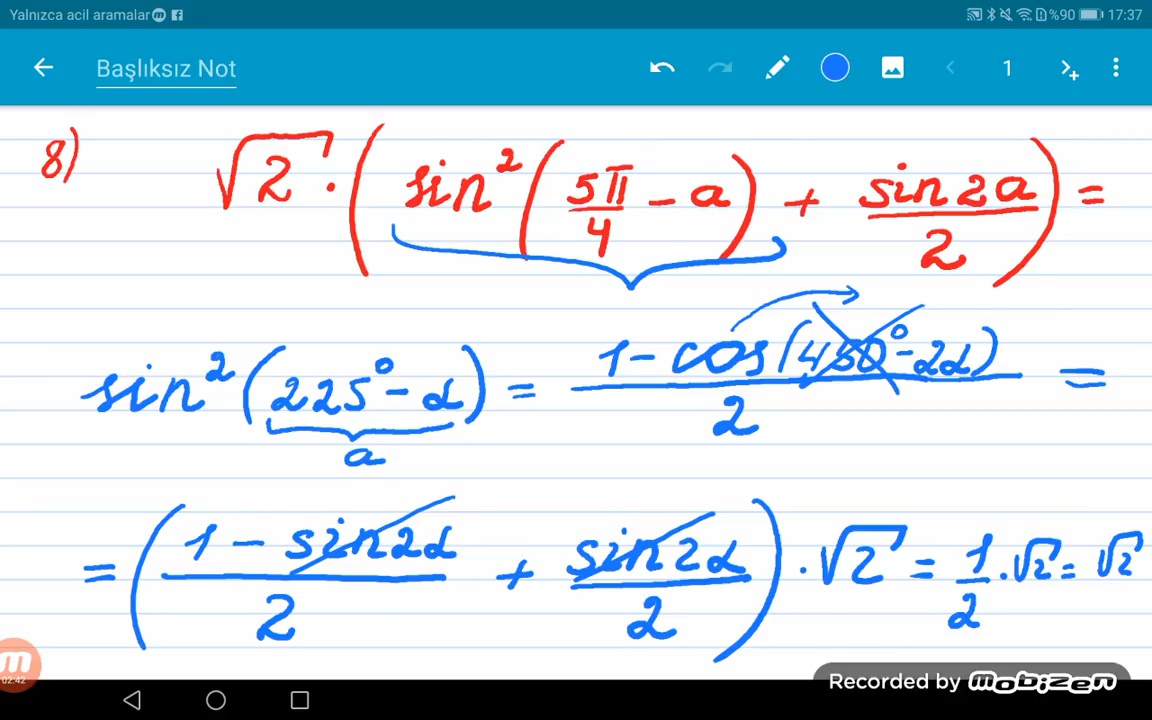 Yalnızca acil aramalar %90 17:37
Başlıksız Not 1
8) √2 · (sin²(5π/4 - a) + sin2a/2) =
sin²(225° - α) = (1 - cos(450° - 2α))/2 =
a
= ((1 - sin2α)/2 + sin2α/2) · √2 = 1/2 · √2 = √2
02:42
Recorded by mobizen